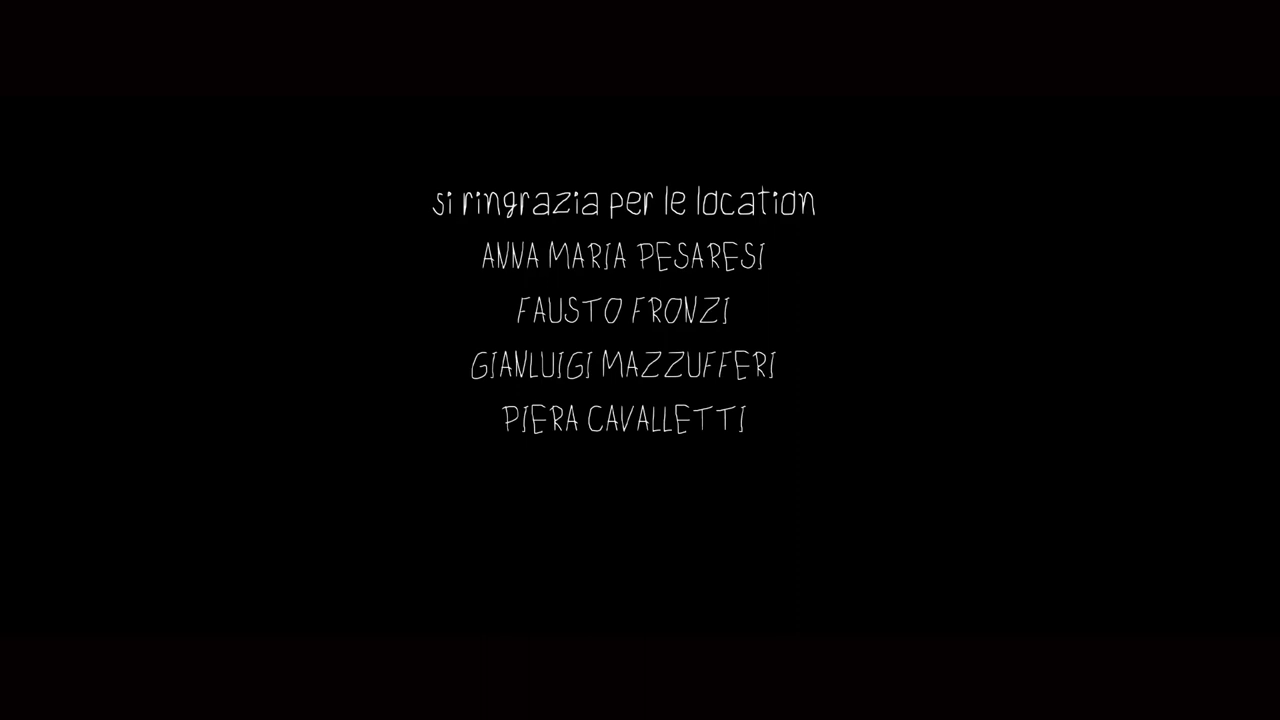 si ringrazia per le location
ANNA MARIA PESARESI
FAUSTO FRONZI
GIANLUIGI MAZZUFFERI
PIERA CAVALLETTI